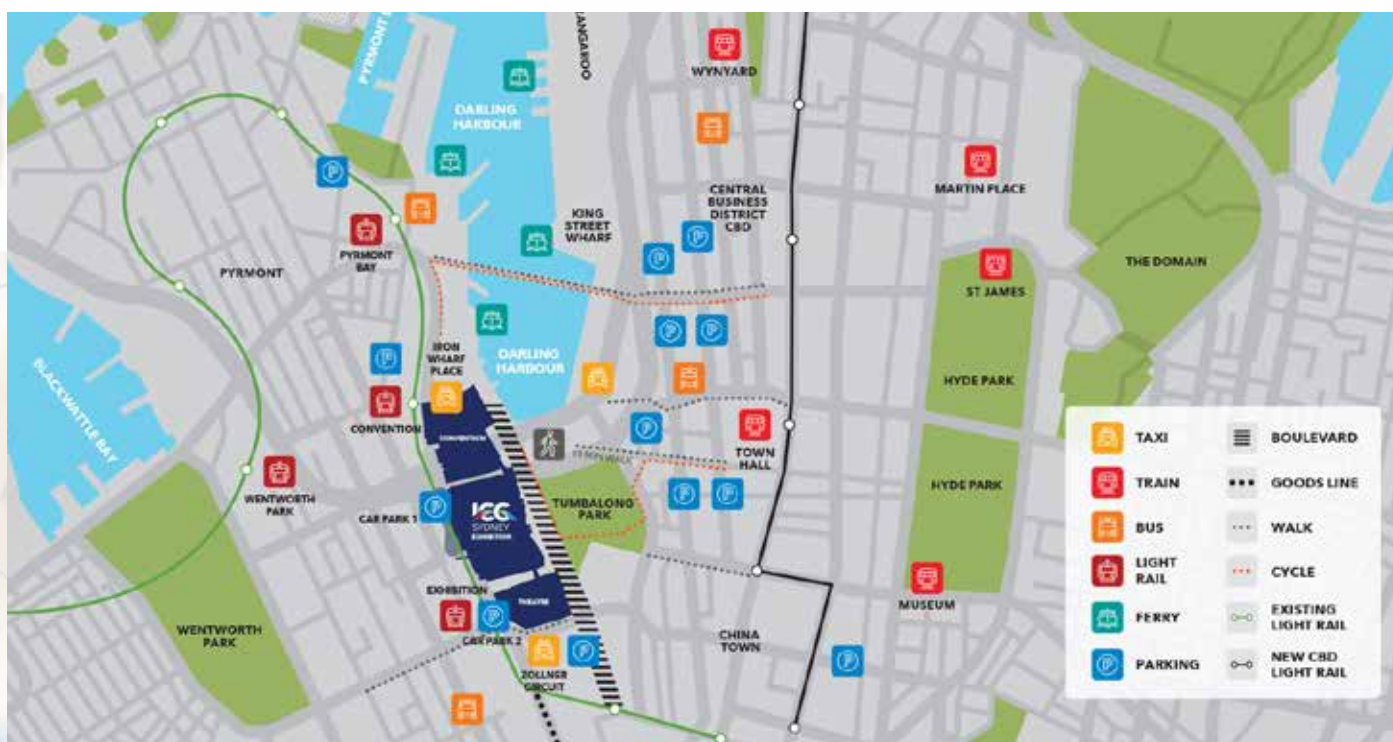 PYRMONT
WYNYARD
DARLING
HARBOUR
MARTIN PLACE
CENTRAL
BUSINESS
DISTRICT
CBD
KING
STREET
WHARF
PYRMONT
PYRMONT
BAY
THE DOMAIN
ST JAMES
IRON
WHARF
PLACE
DARLING
HARBOUR
BLACKWATTLE BAY
HYDE PARK
CONVENTION
CONVENTION
TOWN
HALL
WENTWORTH
PARK
CAR PARK 1
ICC
SYDNEY
EXHIBITION
TUMBALONG
PARK
HYDE PARK
EXHIBITION
THEATRE
MUSEUM
WENTWORTH
PARK
CAR PARK 2
CHINA
TOWN
ZOLLNER
CIRCUIT
TAXI
TRAIN
BUS
LIGHT
RAIL
FERRY
PARKING
BOULEVARD
GOODS LINE
WALK
CYCLE
EXISTING
LIGHT RAIL
NEW CBD
LIGHT RAIL